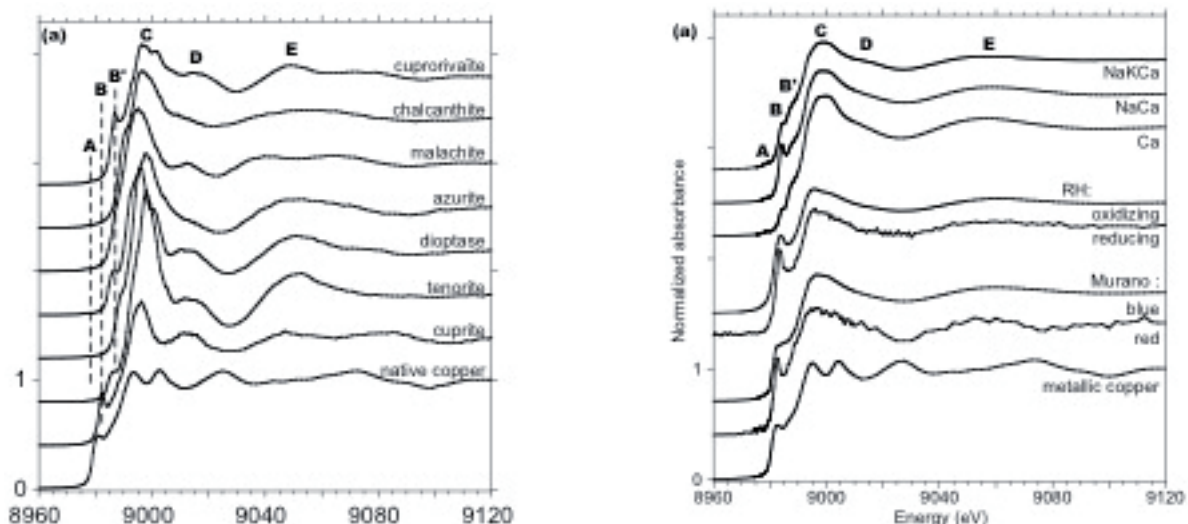 (a)
C
D
E
B
B'
A
cuprorivaite
chalcanthite
malachite
azurite
dioptase
tenorite
cuprite
native copper
1
0
8960
9000
9040
9080
9120
(a)
C
D
E
B'
B
A
NaKCa
NaCa
Ca
RH:
oxidizing
reducing
Murano :
blue
red
metallic copper
Normalized absorbance
1
0
8960
9000
9040
9080
9120
Energy (eV)